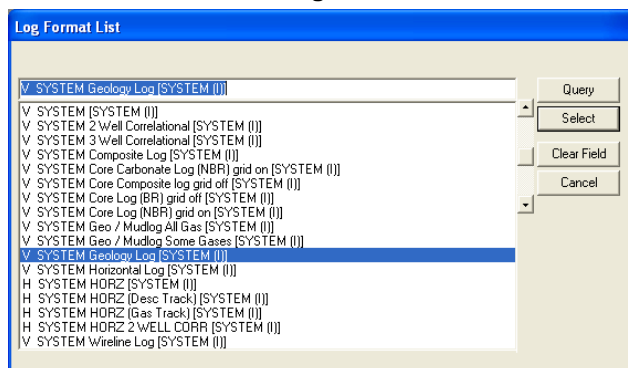 Log Format List
V SYSTEM Geology Log [SYSTEM (I)]
Query
Select
Clear Field
Cancel
V SYSTEM [SYSTEM (I)]
V SYSTEM 2 Well Correlational [SYSTEM (I)]
V SYSTEM 3 Well Correlational [SYSTEM (I)]
V SYSTEM Composite Log [SYSTEM (I)]
V SYSTEM Core Carbonate Log (NBR) grid on [SYSTEM (I)]
V SYSTEM Core Composite log grid off [SYSTEM (I)]
V SYSTEM Core Log (BR) grid off [SYSTEM (I)]
V SYSTEM Core Log (NBR) grid on [SYSTEM (I)]
V SYSTEM Geo / Mudlog All Gas [SYSTEM (I)]
V SYSTEM Geo / Mudlog Some Gases [SYSTEM (I)]
V SYSTEM Geology Log [SYSTEM (I)]
V SYSTEM Horizontal Log [SYSTEM (I)]
H SYSTEM HORZ [SYSTEM (I)]
H SYSTEM HORZ (Desc Track) [SYSTEM (I)]
H SYSTEM HORZ (Gas Track) [SYSTEM (I)]
H SYSTEM HORZ 2 WELL CORR [SYSTEM (I)]
V SYSTEM Wireline Log [SYSTEM (I)]